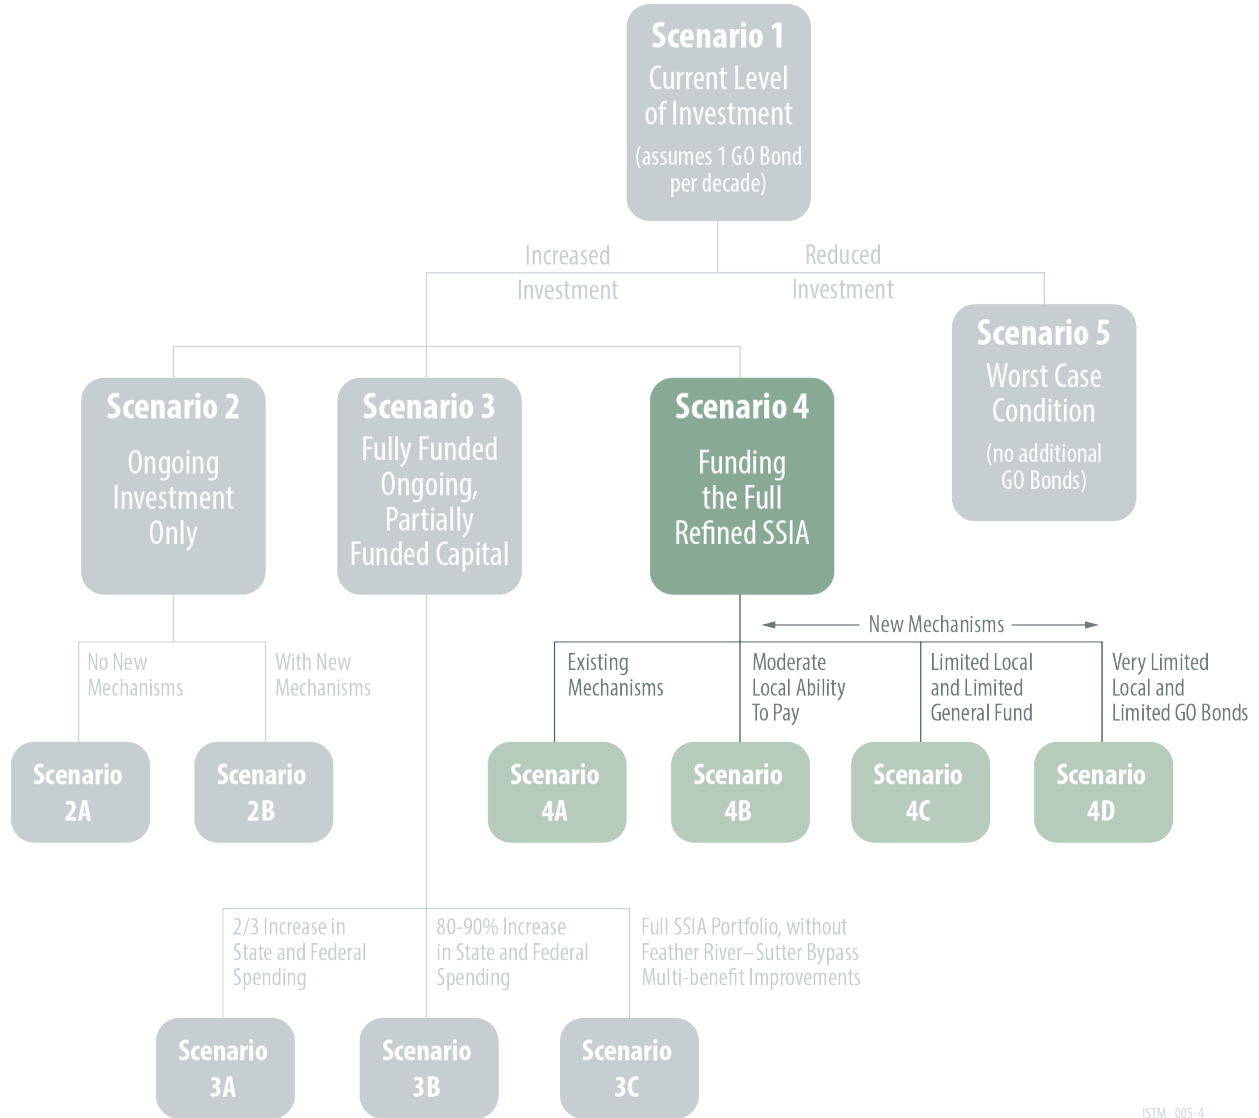 Scenario 1
Current Level
of Investment
(assumes 1 GO Bond
per decade)
Increased
Investment
Reduced
Investment
Scenario 5
Worst Case
Condition
(no additional
GO Bonds)
Scenario 2
Ongoing
Investment
Only
Scenario 3
Fully Funded
Ongoing,
Partially
Funded Capital
Scenario 4
Funding
the Full
Refined SSIA
New Mechanisms
No New
Mechanisms
With New
Mechanisms
Existing
Mechanisms
Moderate
Local Ability
To Pay
Limited Local
and Limited
General Fund
Very Limited
Local and
Limited GO Bonds
Scenario
2A
Scenario
2B
Scenario
4A
Scenario
4B
Scenario
4C
Scenario
4D
2/3 Increase in
State and Federal
Spending
80-90% Increase
in State and Federal
Spending
Full SSIA Portfolio, without
Feather River–Sutter Bypass
Multi-benefit Improvements
Scenario
3A
Scenario
3B
Scenario
3C
ISTM_005-4